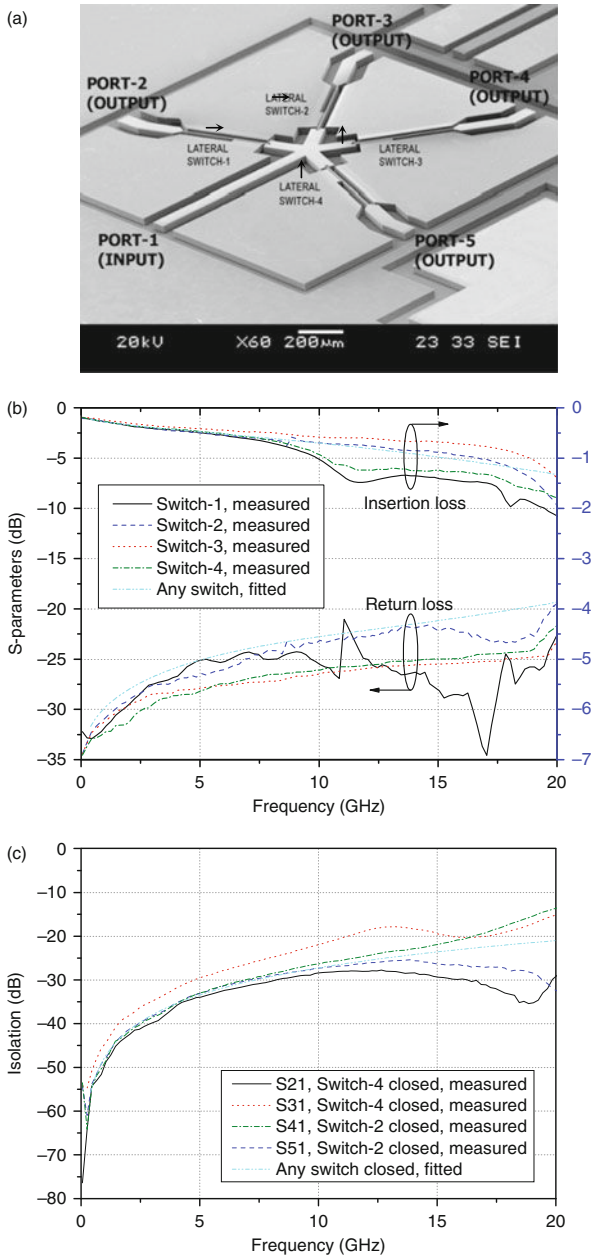 (a)
PORT-3
(OUTPUT)
PORT-2
(OUTPUT)
PORT-4
(OUTPUT)
LATERAL
SWITCH-2
LATERAL
SWITCH-1
LATERAL
SWITCH-3
LATERAL
SWITCH-4
PORT-1
(INPUT)
PORT-5
(OUTPUT)
20kV X60 200μm 23 33 SEI
(b)
0 0
–5 –1
–10 –2
–15 –3
–20 –4
–25 –5
–30 –6
–35 –7
S-parameters (dB)
Insertion loss
Switch-1, measured
Switch-2, measured
Switch-3, measured
Switch-4, measured
Any switch, fitted
Return loss
0 5 10 15 20
Frequency (GHz)
(c)
0
–10
–20
–30
–40
–50
–60
–70
–80
Isolation (dB)
S21, Switch-4 closed, measured
S31, Switch-4 closed, measured
S41, Switch-2 closed, measured
S51, Switch-2 closed, measured
Any switch closed, fitted
0 5 10 15 20
Frequency (GHz)